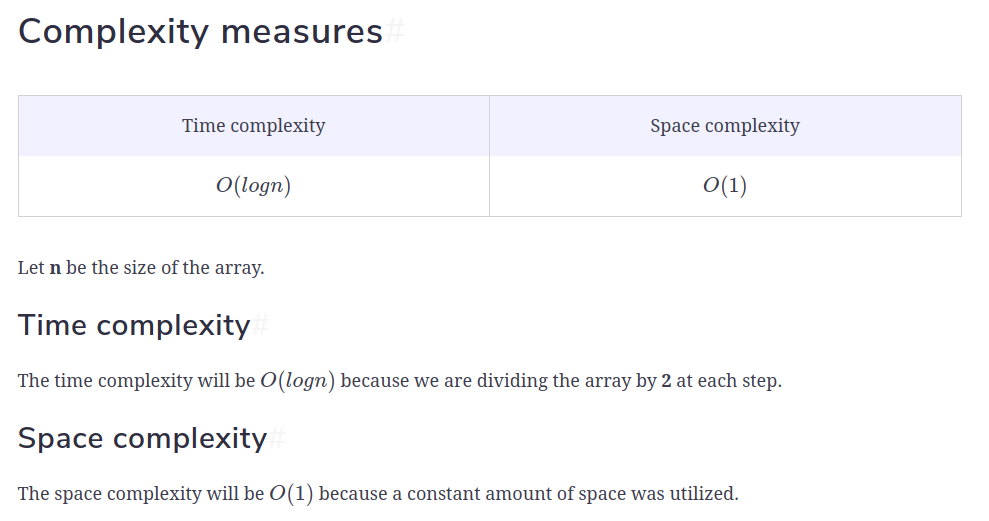 Complexity measures#
Time complexity Space complexity
O(logn) O(1)
Let n be the size of the array.
Time complexity#
The time complexity will be O(logn) because we are dividing the array by 2 at each step.
Space complexity#
The space complexity will be O(1) because a constant amount of space was utilized.